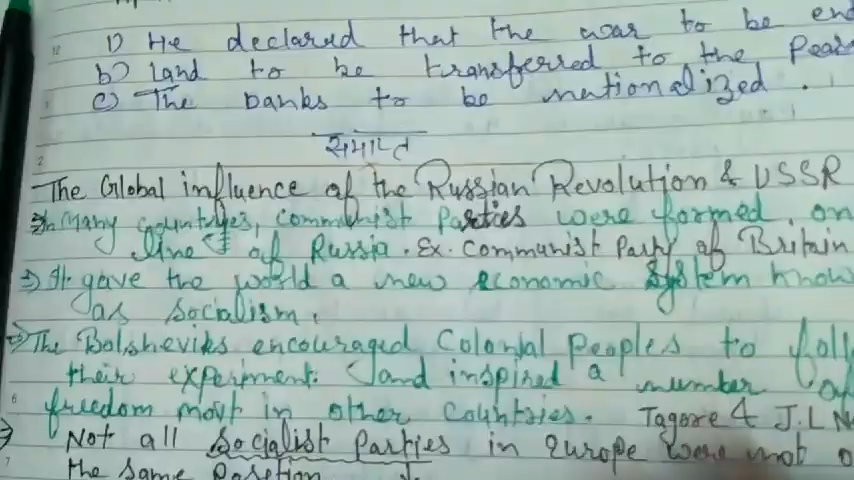 1) He declared that the war to be
b) Land to be transferred to the
c) The banks to be nationalized.
समाप्त
The Global influence of the Russian Revolution & USSR
⇒ In Many countries, communist Parties were formed, on
line of Russia. Ex. Communist Party of Britain
⇒ It gave the world a new economic system know
as socialism.
⇒ The Bolsheviks encouraged Colonial Peoples to
their experiment. and inspired a number of
freedom movt in other countries. Tagore & J.L
⇒ Not all socialist Parties in Europe were not
the same Position